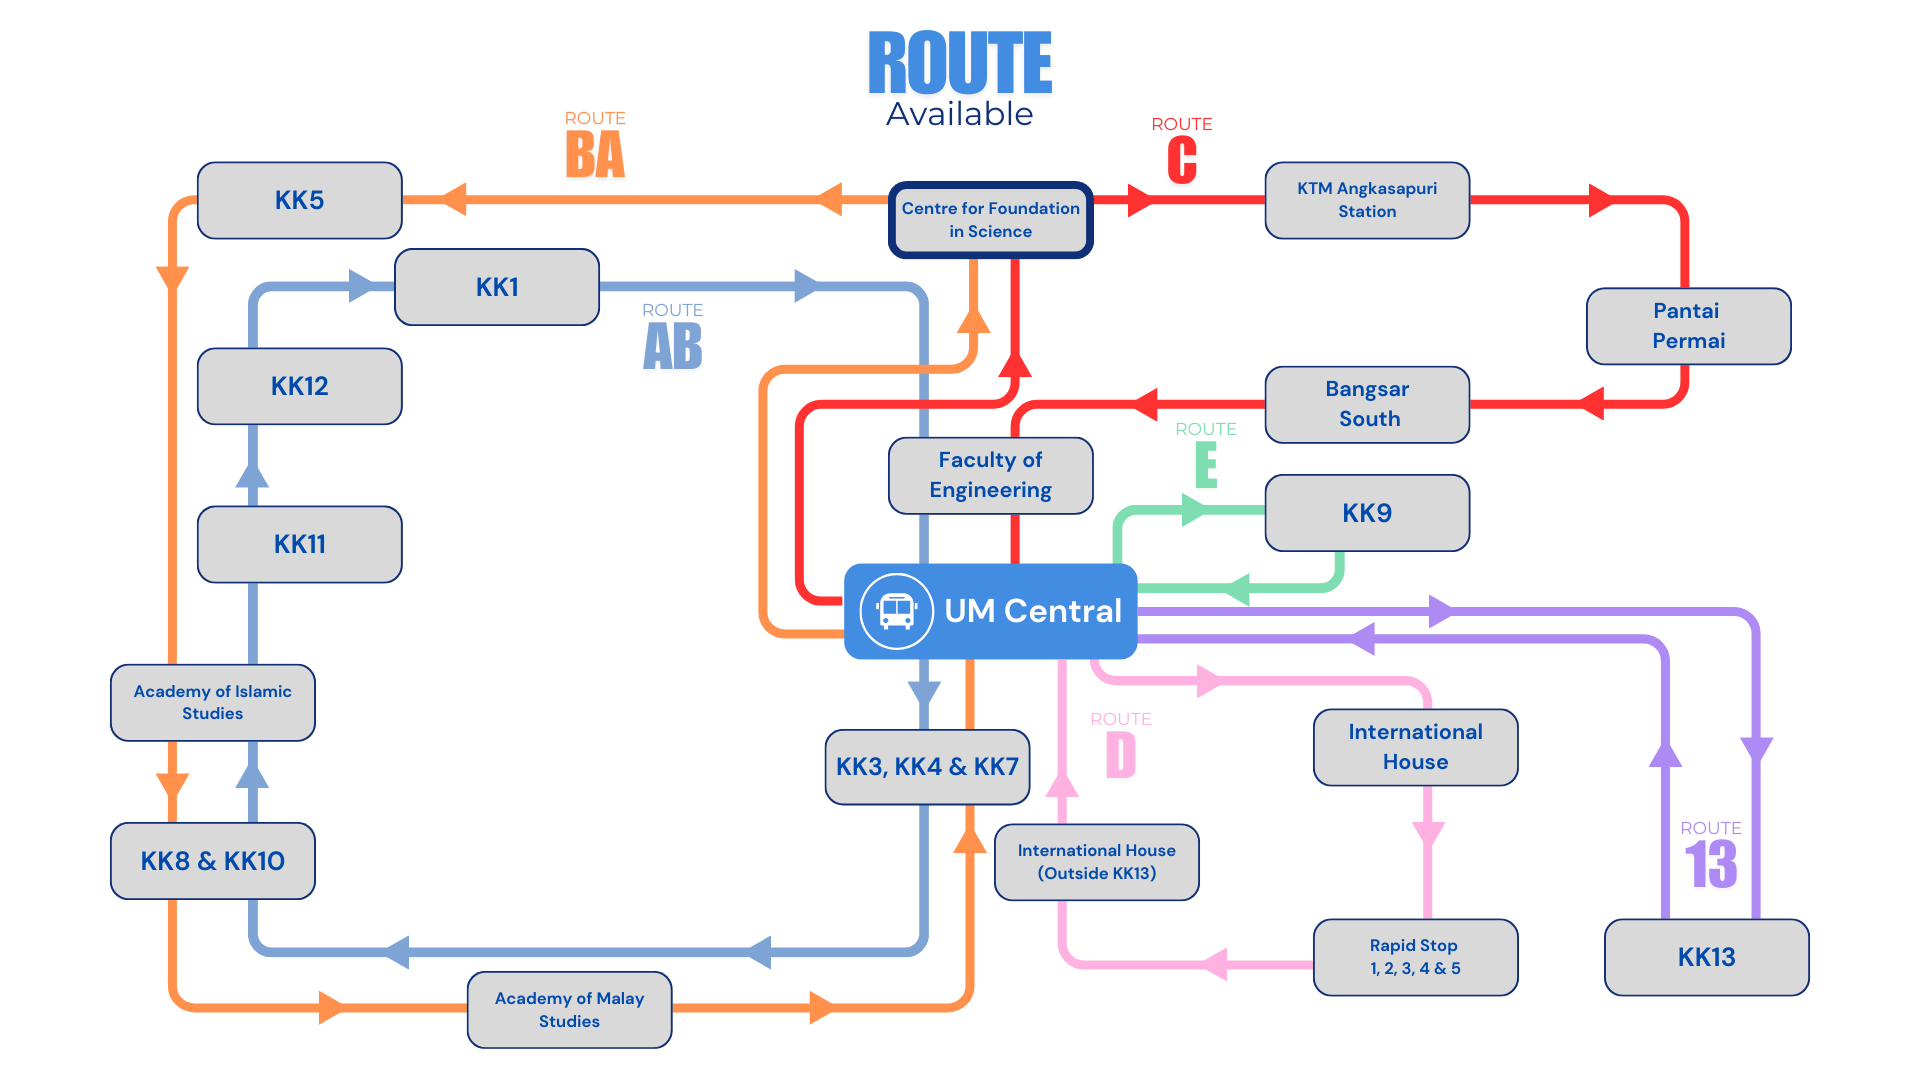 ROUTE
Available
ROUTE
BA
ROUTE
C
KK5
Centre for Foundation
in Science
KTM Angkasapuri
Station
KK1
ROUTE
AB
Pantai
Permai
KK12
Bangsar
South
Faculty of
Engineering
ROUTE
E
KK9
KK11
UM Central
Academy of Islamic
Studies
KK3, KK4 & KK7
ROUTE
D
International
House
KK8 & KK10
International House
(Outside KK13)
ROUTE
13
Rapid Stop
1, 2, 3, 4 & 5
KK13
Academy of Malay
Studies